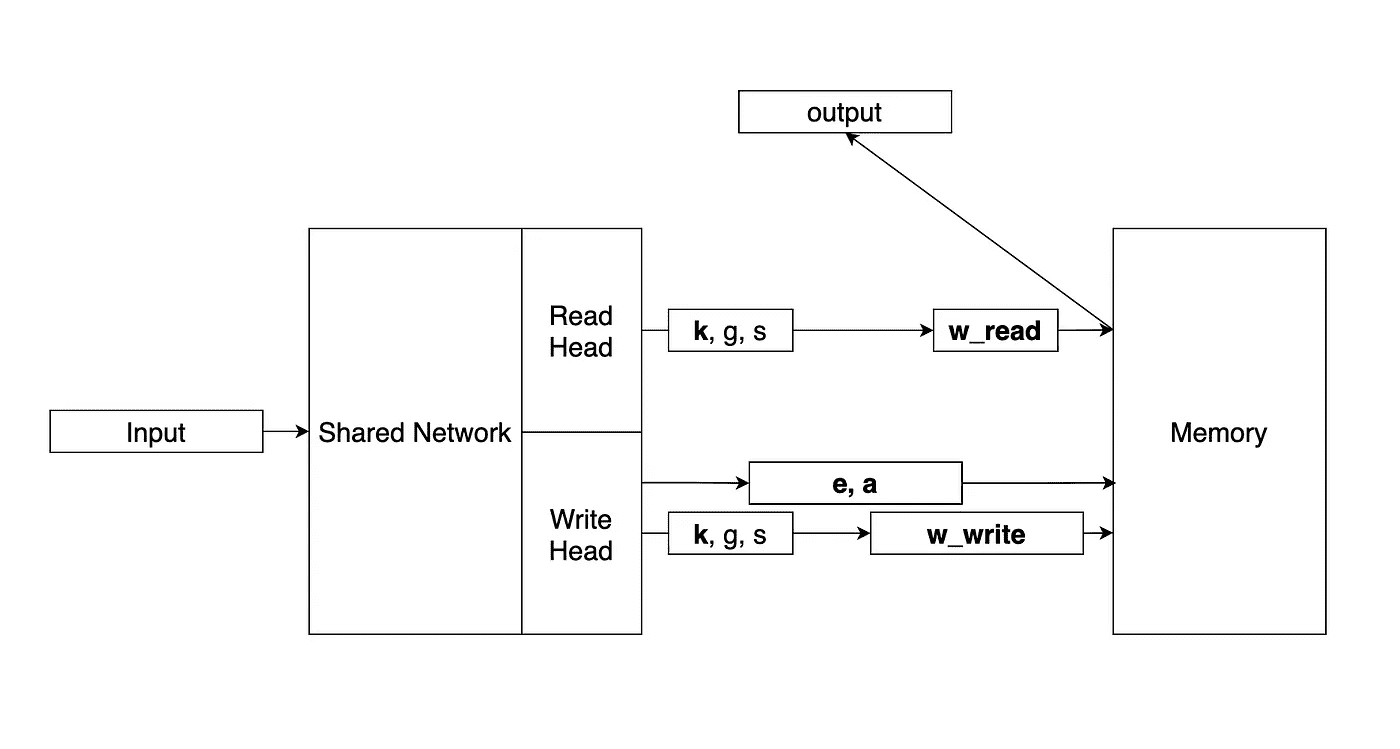 output
Read
Head
k, g, s
w_read
Input
Shared Network
Memory
e, a
Write
Head
k, g, s
w_write